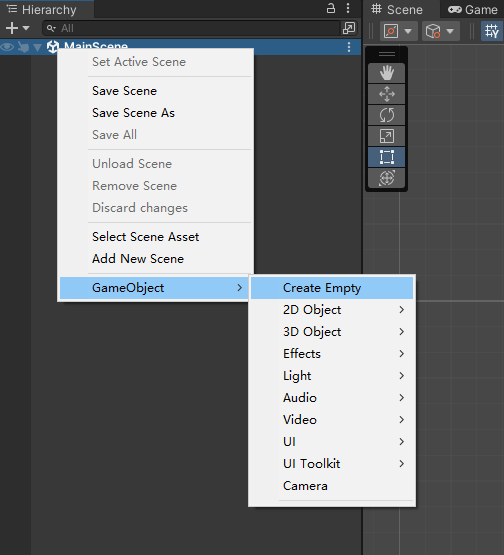 Hierarchy
All
MainScene
Set Active Scene
Save Scene
Save Scene As
Save All
Unload Scene
Remove Scene
Discard changes
Select Scene Asset
Add New Scene
GameObject
Create Empty
2D Object
3D Object
Effects
Light
Audio
Video
UI
UI Toolkit
Camera
Scene
Game